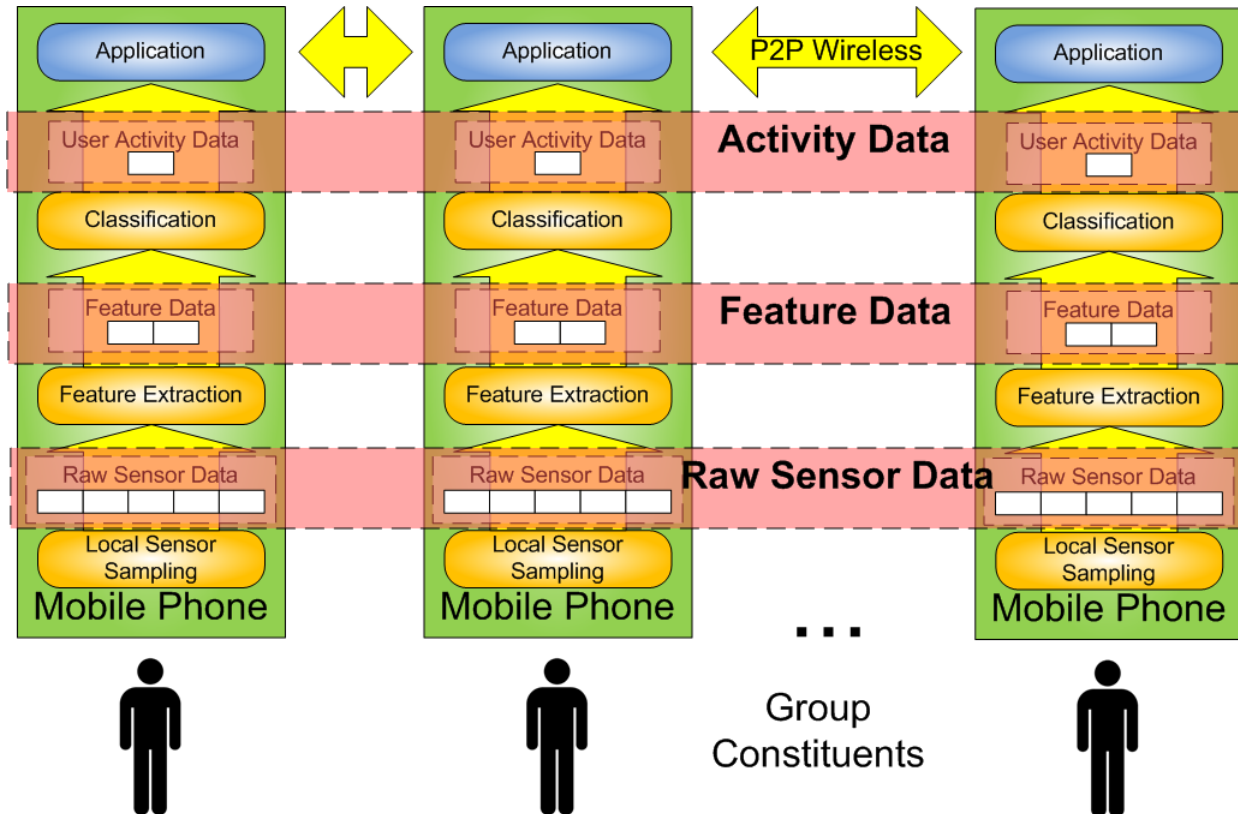 Application
Application
P2P Wireless
Application
User Activity Data
User Activity Data
Activity Data
User Activity Data
Classification
Classification
Classification
Feature Data
Feature Data
Feature Data
Feature Data
Feature Extraction
Feature Extraction
Feature Extraction
Raw Sensor Data
Raw Sensor Data
Raw Sensor Data
Raw Sensor Data
Local Sensor
Sampling
Local Sensor
Sampling
Local Sensor
Sampling
Mobile Phone
Mobile Phone
Mobile Phone
...
Group
Constituents